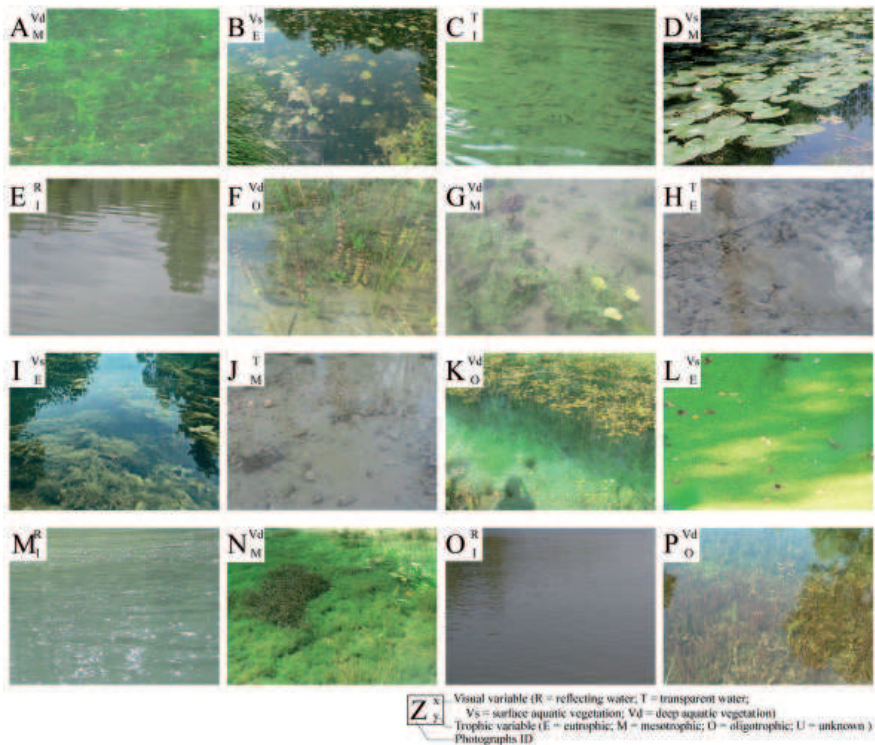 A Vd M
B Vs E
C T I
D Vs M
E R I
F Vd O
G Vd M
H T E
I Vs E
J T M
K Vd O
L Vs E
M R I
N Vd M
O R I
P Vd O
Z x y
Visual variable (R = reflecting water; T = transparent water;
Vs = surface aquatic vegetation; Vd = deep aquatic vegetation)
Trophic variable (E = eutrophic; M = mesotrophic; O = oligotrophic; U = unknown )
Photographs ID